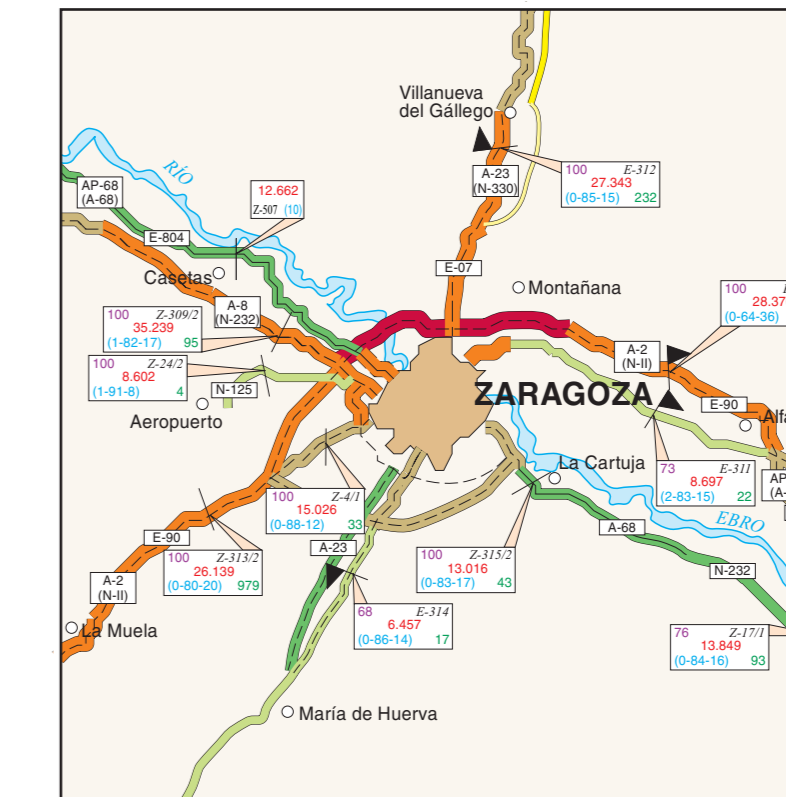 Villanueva
del Gállego
RÍO
AP-68
(A-68)
12.662
Z-507 (10)
A-23
(N-330)
100 E-312
27.343
(0-85-15) 232
E-804
Casetas
E-07
Montañana
100
28.37
(0-64-36)
A-8
(N-232)
100 Z-309/2
35.239
(1-82-17) 95
100 Z-24/2
8.602
(1-91-8) 4
N-125
Aeropuerto
A-2
(N-II)
ZARAGOZA
E-90
Alfa
La Cartuja
73 E-311
8.697
(2-83-15) 22
AP
(A-
100 Z-4/1
15.026
(0-88-12) 33
EBRO
A-68
E-90
A-23
100 Z-313/2
26.139
(0-80-20) 979
100 Z-315/2
13.016
(0-83-17) 43
N-232
A-2
(N-II)
La Muela
68 E-314
6.457
(0-86-14) 17
76 Z-17/1
13.849
(0-84-16) 93
María de Huerva